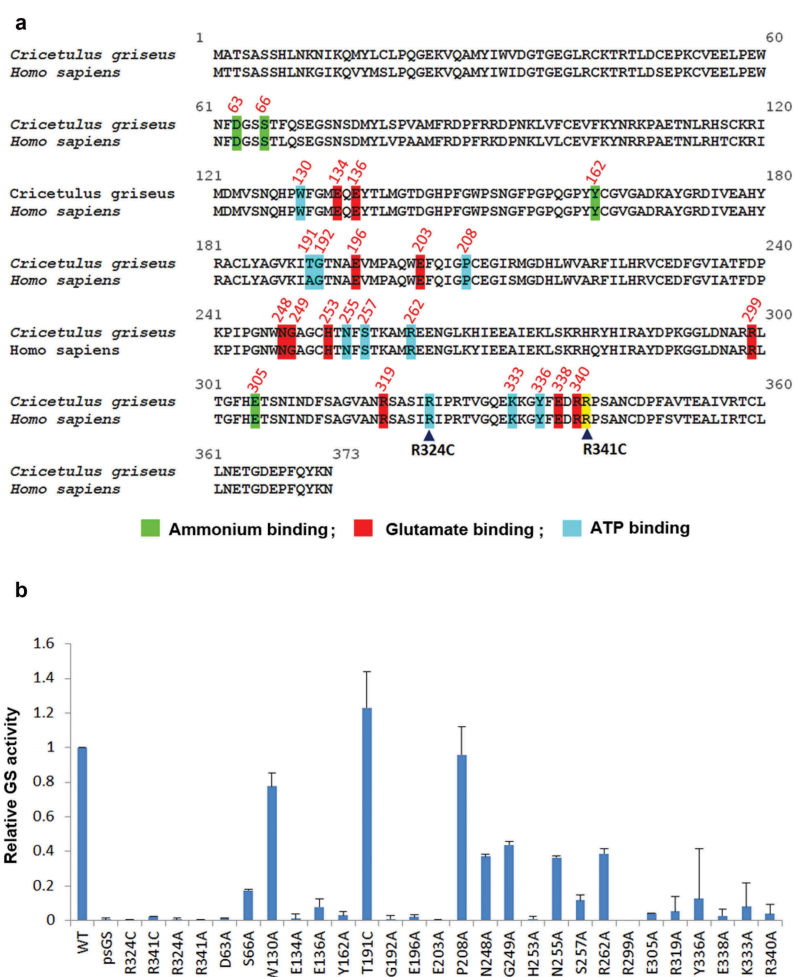 a
1 60
Cricetulus griseus MATSASSHLNKNIKQMYLCLPQGEKVQAMYIWVDGTGEGLRCKTRTLDCEPKCVEELPEW
Homo sapiens MTTSASSHLNKGIKQVYMSLPQGEKVQAMYIWIDGTGEGLRCKTRTLDSEPKCVEELPEW
61 63 66 120
Cricetulus griseus NFDGSSTFQSEGSNSDMYLSPVAMFRDPFRRDPNKLVFCEVFKYNRKPAETNLRHSCKRI
Homo sapiens NFDGSSTLQSEGSNSDMYLVPAAMFRDPFRKDPNKLVLCEVFKYNRRPAETNLRHTCKRI
121 130 134 136 162 180
Cricetulus griseus MDMVSNQHPWFGMEQEYTLMGTDGHPFGWPSNGFPGPQGPYYCGVGADKAYGRDIVEAHY
Homo sapiens MDMVSNQHPWFGMEQEYTLMGTDGHPFGWPSNGFPGPQGPYYCGVGADRAYGRDIVEAHY
181 191 192 196 203 208 240
Cricetulus griseus RACLYAGVKITGTNAEVMPAQWEFQIGPCEGIRMGDHLWVARFILHRVCEDFGVIATFDP
Homo sapiens RACLYAGVKIAGTNAEVMPAQWEFQIGPCEGISMGDHLWVARFILHRVCEDFGVIATFDP
241 248 249 253 255 257 262 299 300
Cricetulus griseus KPIPGNWNGAGCHTNFSTKAMREENGLKHIEEAIEKLSKRHRYHIRAYDPKGGLDNARRL
Homo sapiens KPIPGNWNGAGCHTNFSTKAMREENGLKYIEEAIEKLSKRHQYHIRAYDPKGGLDNARRL
301 305 319 333 336 338 340 360
Cricetulus griseus TGFHETSNINDFSAGVANRSASIRIPRTVGQEKKGYFEDRRPSANCDPFAVTEAIVRTCL
Homo sapiens TGFHETSNINDFSAGVANRSASIRIPRTVGQEKKGYFEDRRPSANCDPFSVTEALIRTCL
R324C R341C
361 373
Cricetulus griseus LNETGDEPFQYKN
Homo sapiens LNETGDEPFQYKN
Ammonium binding; Glutamate binding; ATP binding
b
Relative GS activity
1.6
1.4
1.2
1
0.8
0.6
0.4
0.2
0
WT psGS R324C R341C R324A R341A D63A S66A W130A E134A E136A Y162A T191C G192A E196A E203A P208A N248A G249A H253A N255A S257A R262A R299A E305A R319A Y336A E338A K333A R340A